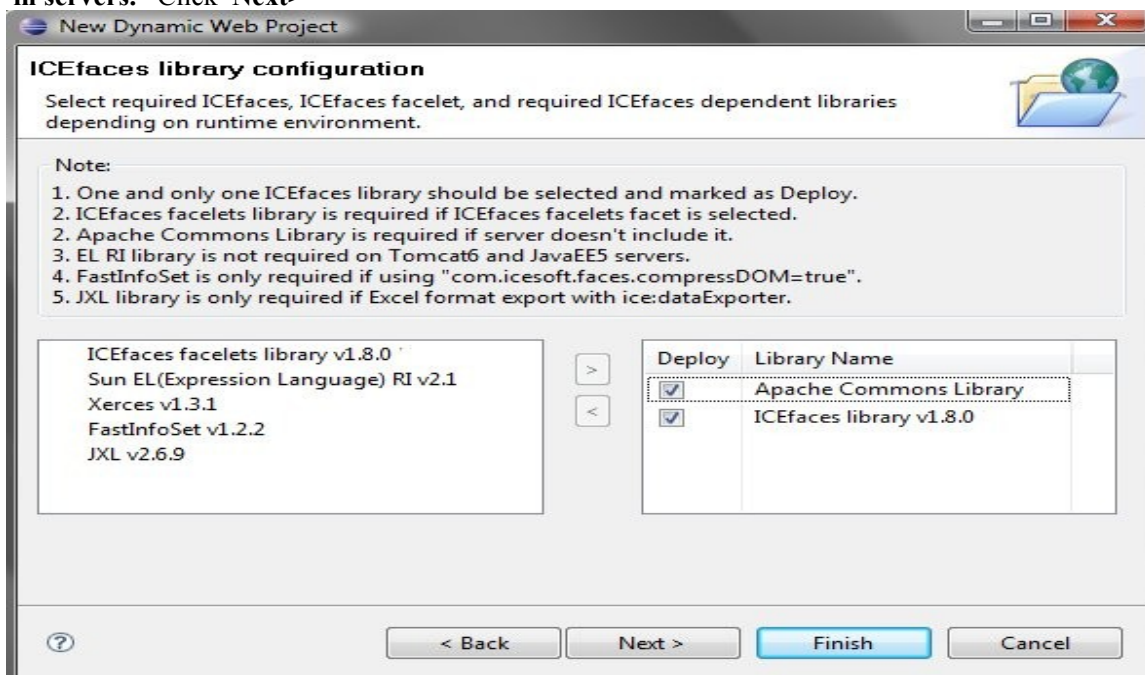 in servers." Click "Next>"
New Dynamic Web Project
ICEfaces library configuration
Select required ICEfaces, ICEfaces facelet, and required ICEfaces dependent libraries
depending on runtime environment.
Note:
1. One and only one ICEfaces library should be selected and marked as Deploy.
2. ICEfaces facelets library is required if ICEfaces facelets facet is selected.
2. Apache Commons Library is required if server doesn't include it.
3. EL RI library is not required on Tomcat6 and JavaEE5 servers.
4. FastInfoSet is only required if using "com.icesoft.faces.compressDOM=true".
5. JXL library is only required if Excel format export with ice:dataExporter.
ICEfaces facelets library v1.8.0
Sun EL(Expression Language) RI v2.1
Xerces v1.3.1
FastInfoSet v1.2.2
JXL v2.6.9
>
<
Deploy Library Name
Apache Commons Library
ICEfaces library v1.8.0
?
< Back Next > Finish Cancel